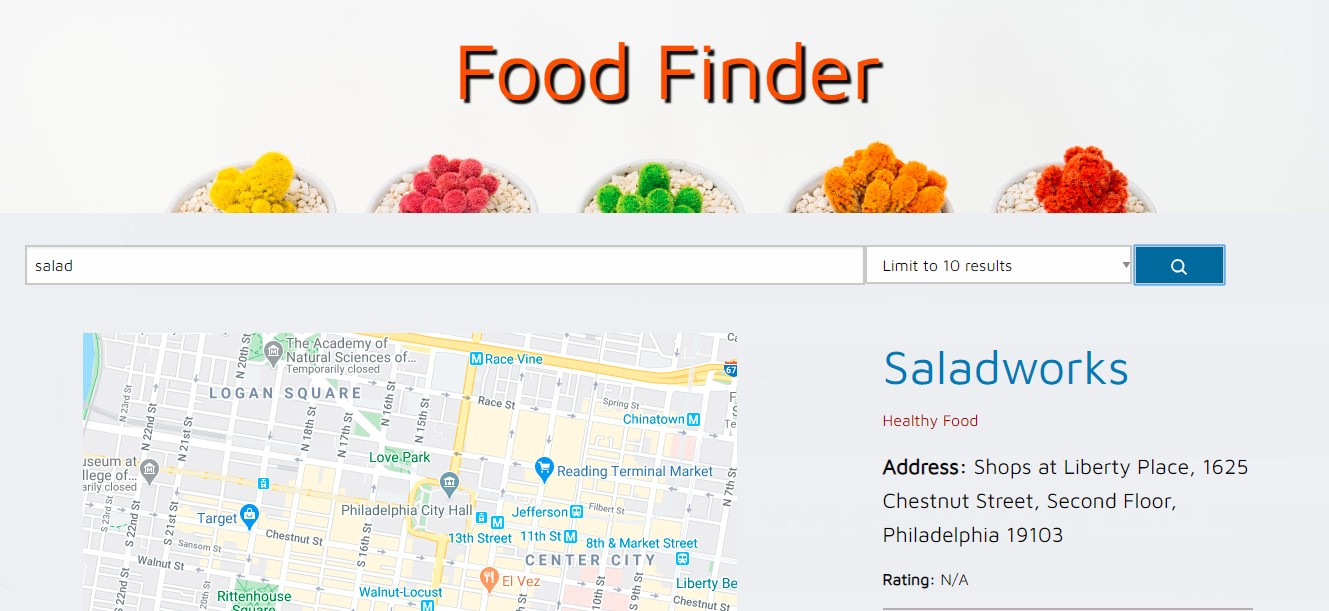 Food Finder
salad
Limit to 10 results
The Academy of
Natural Sciences of...
Temporarily closed
LOGAN SQUARE
N 20th St
N 23rd St
N 22nd St
N 18th St
N 17th St
N 16th St
N 15th St
M Race Vine
Race St
Spring St
Chinatown M
67
Love Park
useum at
llege of...
arily closed
Reading Terminal Market
N 7th St
Philadelphia City Hall
Filbert St
Jefferson
Target
S 23rd St
S 22nd St
S 21st St
Chestnut St
M
13th Street
11th St M
8th & Market Street
Sansom St
CENTER CITY
Walnut St
S 16th St
El Vez
Liberty Be
Walnut-Locust
M
S 9th St
10th St
Chestnut St
Rittenhouse
Square
20th St
22nd St
Saladworks
Healthy Food
Address: Shops at Liberty Place, 1625
Chestnut Street, Second Floor,
Philadelphia 19103
Rating: N/A